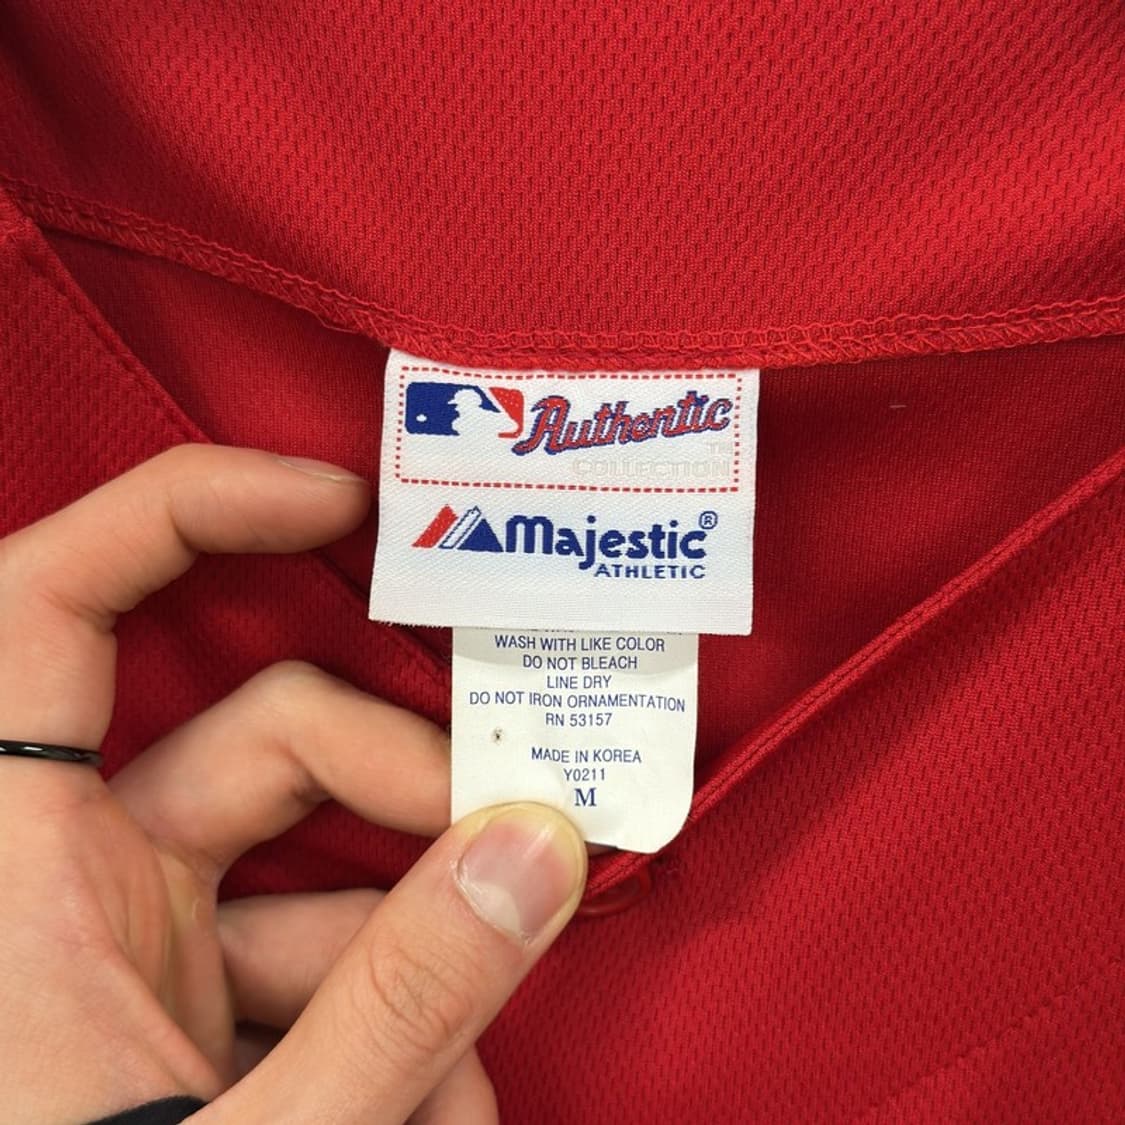 Authentic
TM
COLLECTION
Majestic®
ATHLETIC
WASH WITH LIKE COLOR
DO NOT BLEACH
LINE DRY
DO NOT IRON ORNAMENTATION
RN 53157
MADE IN KOREA
Y0211
M